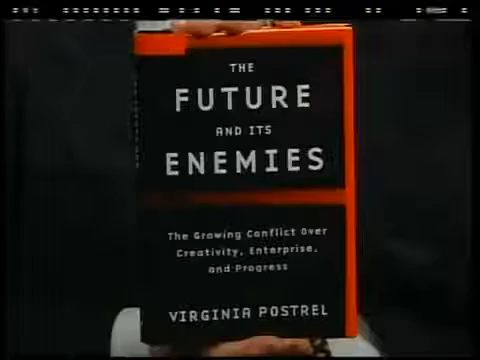 THE
FUTURE
AND ITS
ENEMIES
The Growing Conflict Over
Creativity, Enterprise,
and Progress
VIRGINIA POSTREL